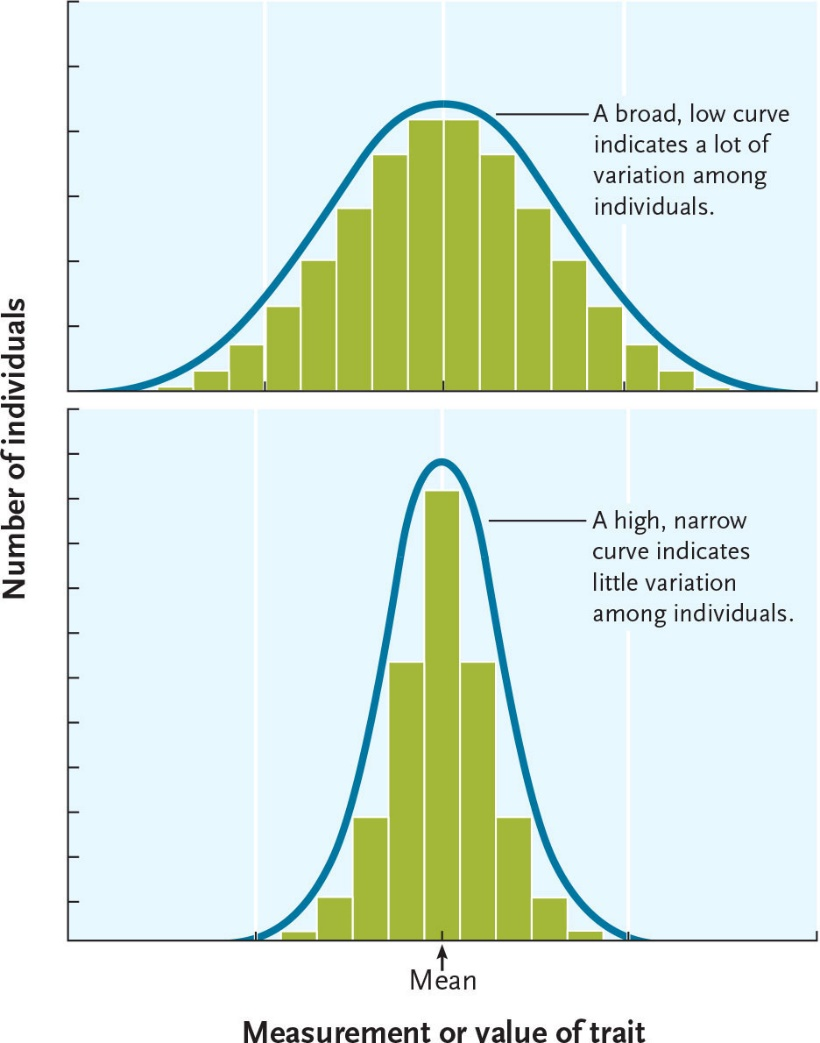 Number of individuals
A broad, low curve
indicates a lot of
variation among
individuals.
A high, narrow
curve indicates
little variation
among individuals.
Mean
Measurement or value of trait